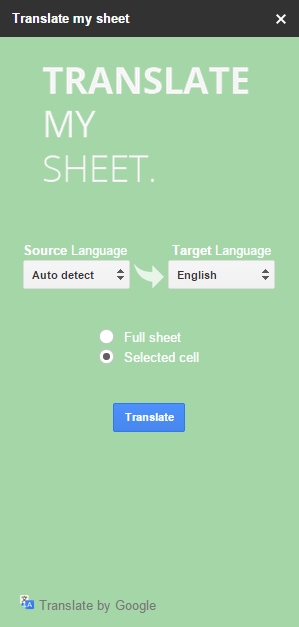 Translate my sheet ×
TRANSLATE
MY
SHEET.
Source Language Target Language
Auto detect English
Full sheet
Selected cell
Translate
Translate by Google